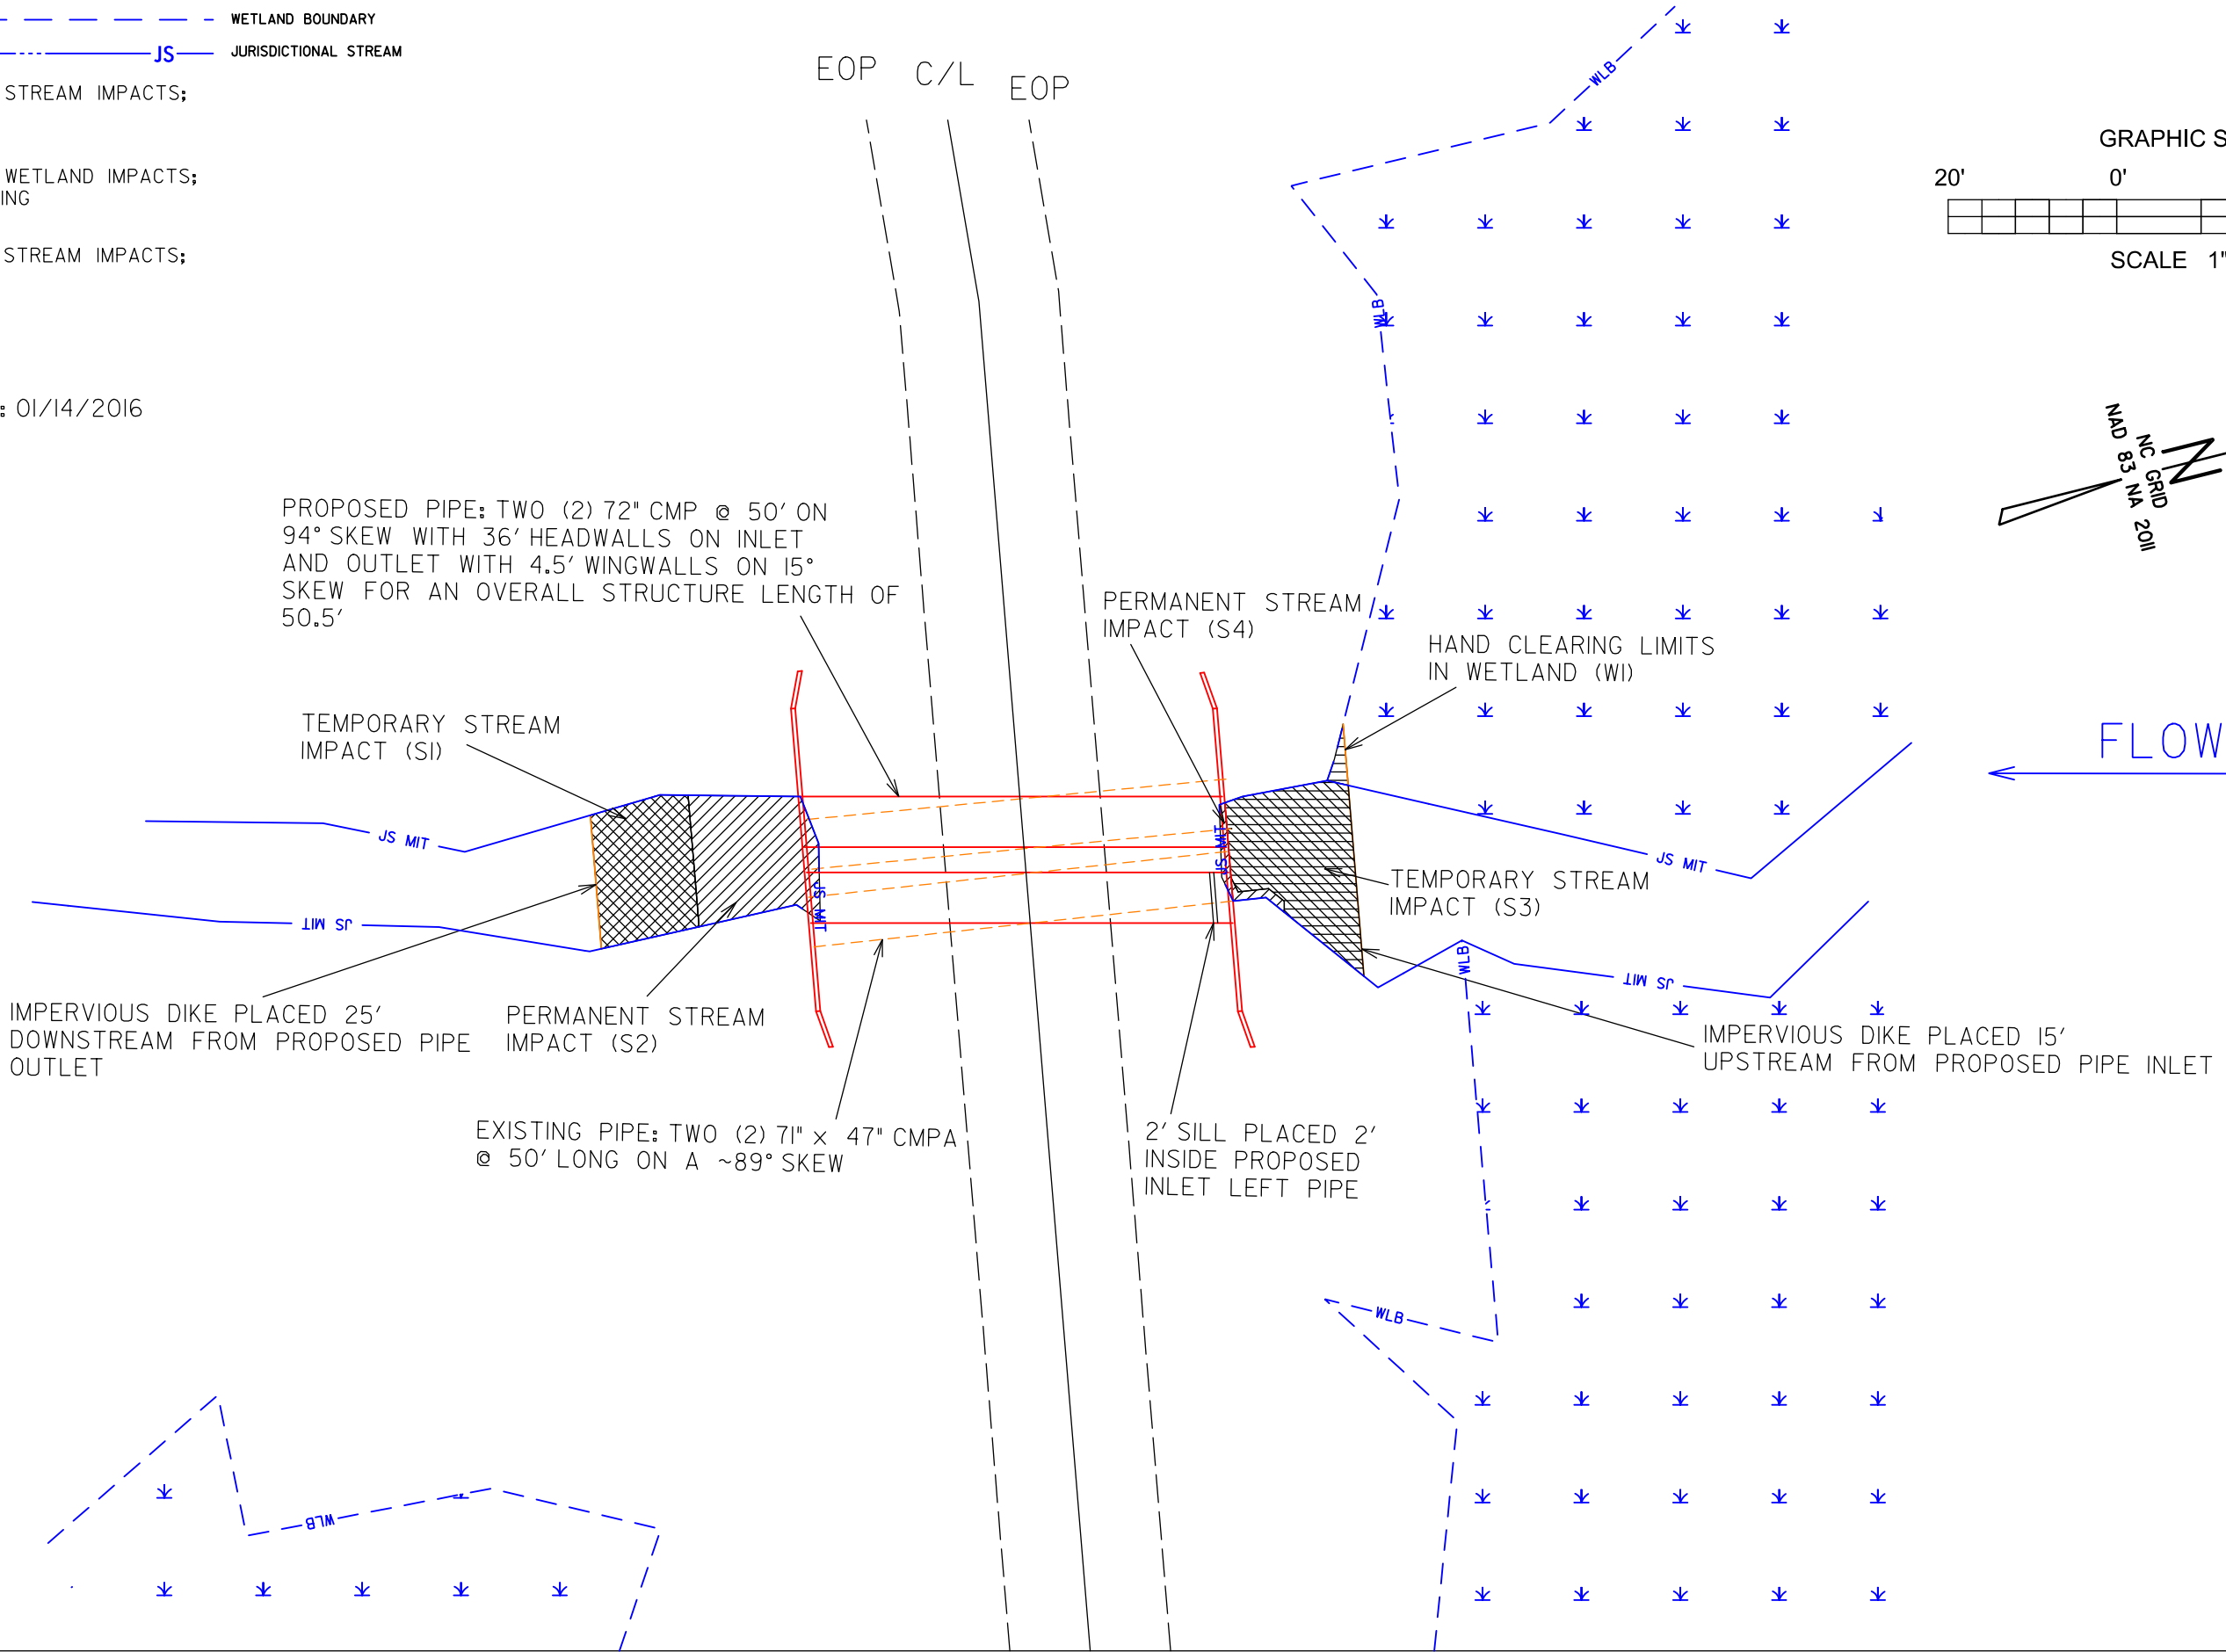 WETLAND BOUNDARY
JS
JURISDICTIONAL STREAM
STREAM IMPACTS;
WETLAND IMPACTS;
ING
STREAM IMPACTS;
: 01/14/2016
EOP
C/L
EOP
WLB
GRAPHIC S
20'
0'
SCALE 1"
WLB
N
NC GRID
NAD 83 NA 2011
PROPOSED PIPE: TWO (2) 72" CMP @ 50' ON
94° SKEW WITH 36' HEADWALLS ON INLET
AND OUTLET WITH 4.5' WINGWALLS ON 15°
SKEW FOR AN OVERALL STRUCTURE LENGTH OF
50.5'
PERMANENT STREAM
IMPACT (S4)
HAND CLEARING LIMITS
IN WETLAND (W1)
TEMPORARY STREAM
IMPACT (S1)
FLOW
JS MIT
JS MIT
JS MIT
JS MIT
JS MIT
TEMPORARY STREAM
IMPACT (S3)
WLB
JS MIT
IMPERVIOUS DIKE PLACED 25'
DOWNSTREAM FROM PROPOSED PIPE
OUTLET
PERMANENT STREAM
IMPACT (S2)
IMPERVIOUS DIKE PLACED 15'
UPSTREAM FROM PROPOSED PIPE INLET
EXISTING PIPE: TWO (2) 71" x 47" CMPA
@ 50' LONG ON A ~89° SKEW
2' SILL PLACED 2'
INSIDE PROPOSED
INLET LEFT PIPE
WLB
WLB